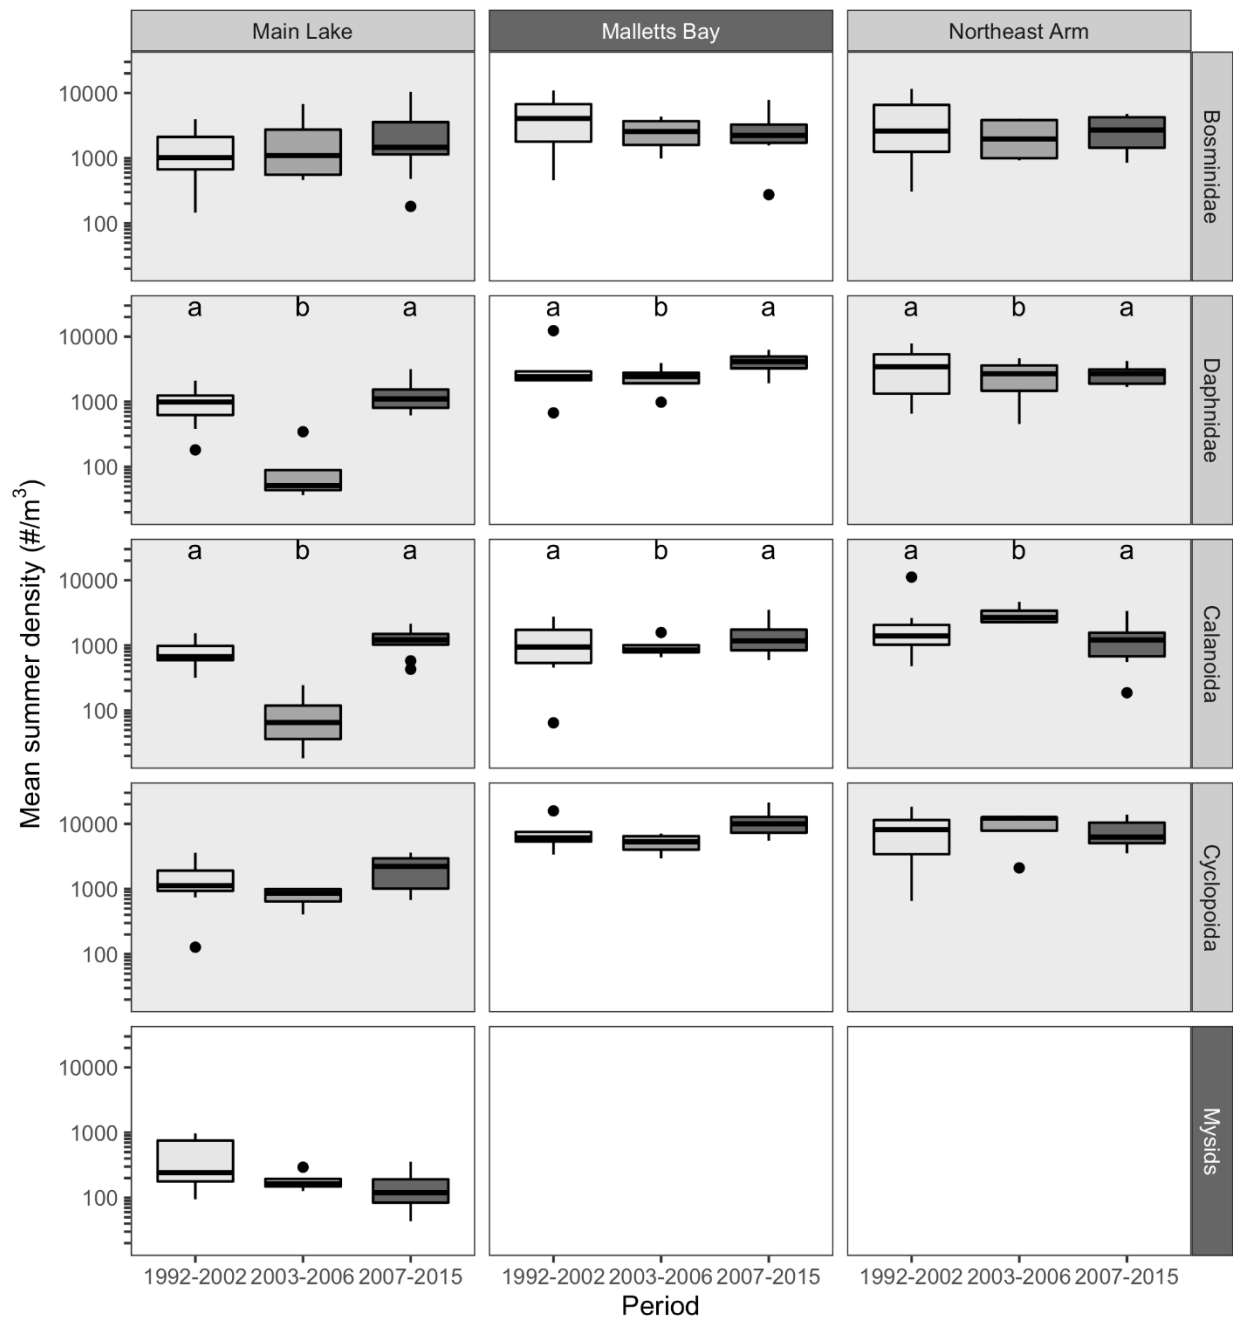 Main Lake
Malletts Bay
Northeast Arm
Mean summer density (#/m³)
10000
1000
100
Bosminidae
a b a
a b a
a b a
10000
1000
100
Daphnidae
a b a
a b a
a b a
10000
1000
100
Calanoida
10000
1000
100
Cyclopoida
10000
1000
100
Mysids
1992-2002 2003-2006 2007-2015
1992-2002 2003-2006 2007-2015
1992-2002 2003-2006 2007-2015
Period